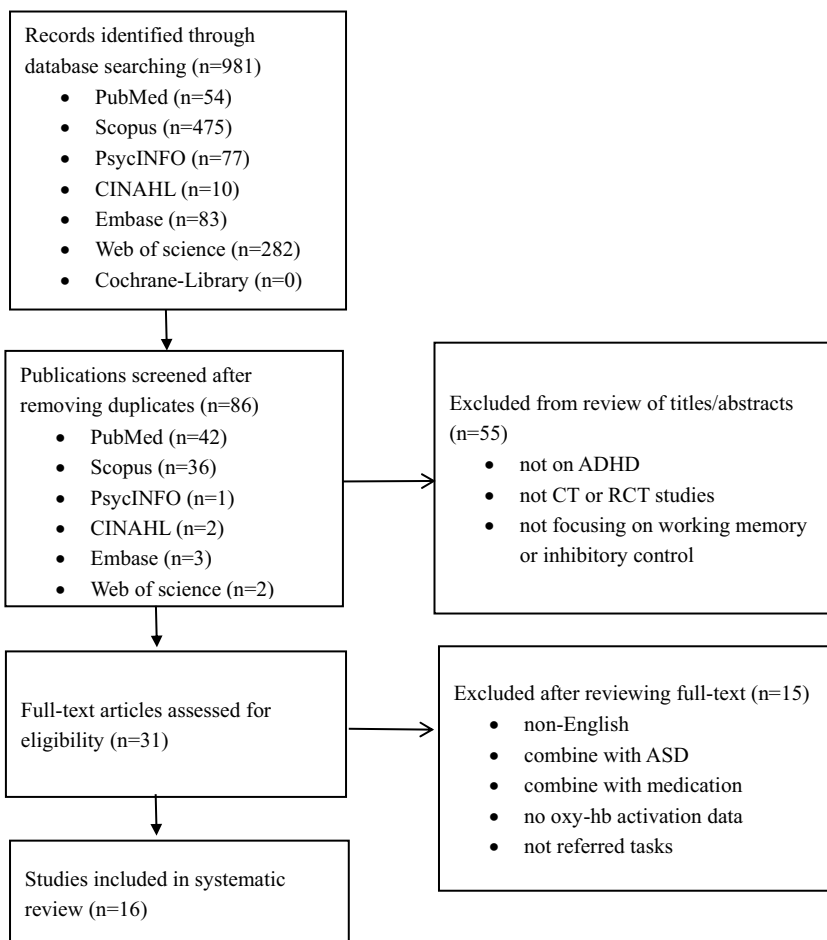 Records identified through
database searching (n=981)
• PubMed (n=54)
• Scopus (n=475)
• PsycINFO (n=77)
• CINAHL (n=10)
• Embase (n=83)
• Web of science (n=282)
• Cochrane-Library (n=0)
Publications screened after
removing duplicates (n=86)
• PubMed (n=42)
• Scopus (n=36)
• PsycINFO (n=1)
• CINAHL (n=2)
• Embase (n=3)
• Web of science (n=2)
Excluded from review of titles/abstracts
(n=55)
• not on ADHD
• not CT or RCT studies
• not focusing on working memory
or inhibitory control
Full-text articles assessed for
eligibility (n=31)
Excluded after reviewing full-text (n=15)
• non-English
• combine with ASD
• combine with medication
• no oxy-hb activation data
• not referred tasks
Studies included in systematic
review (n=16)